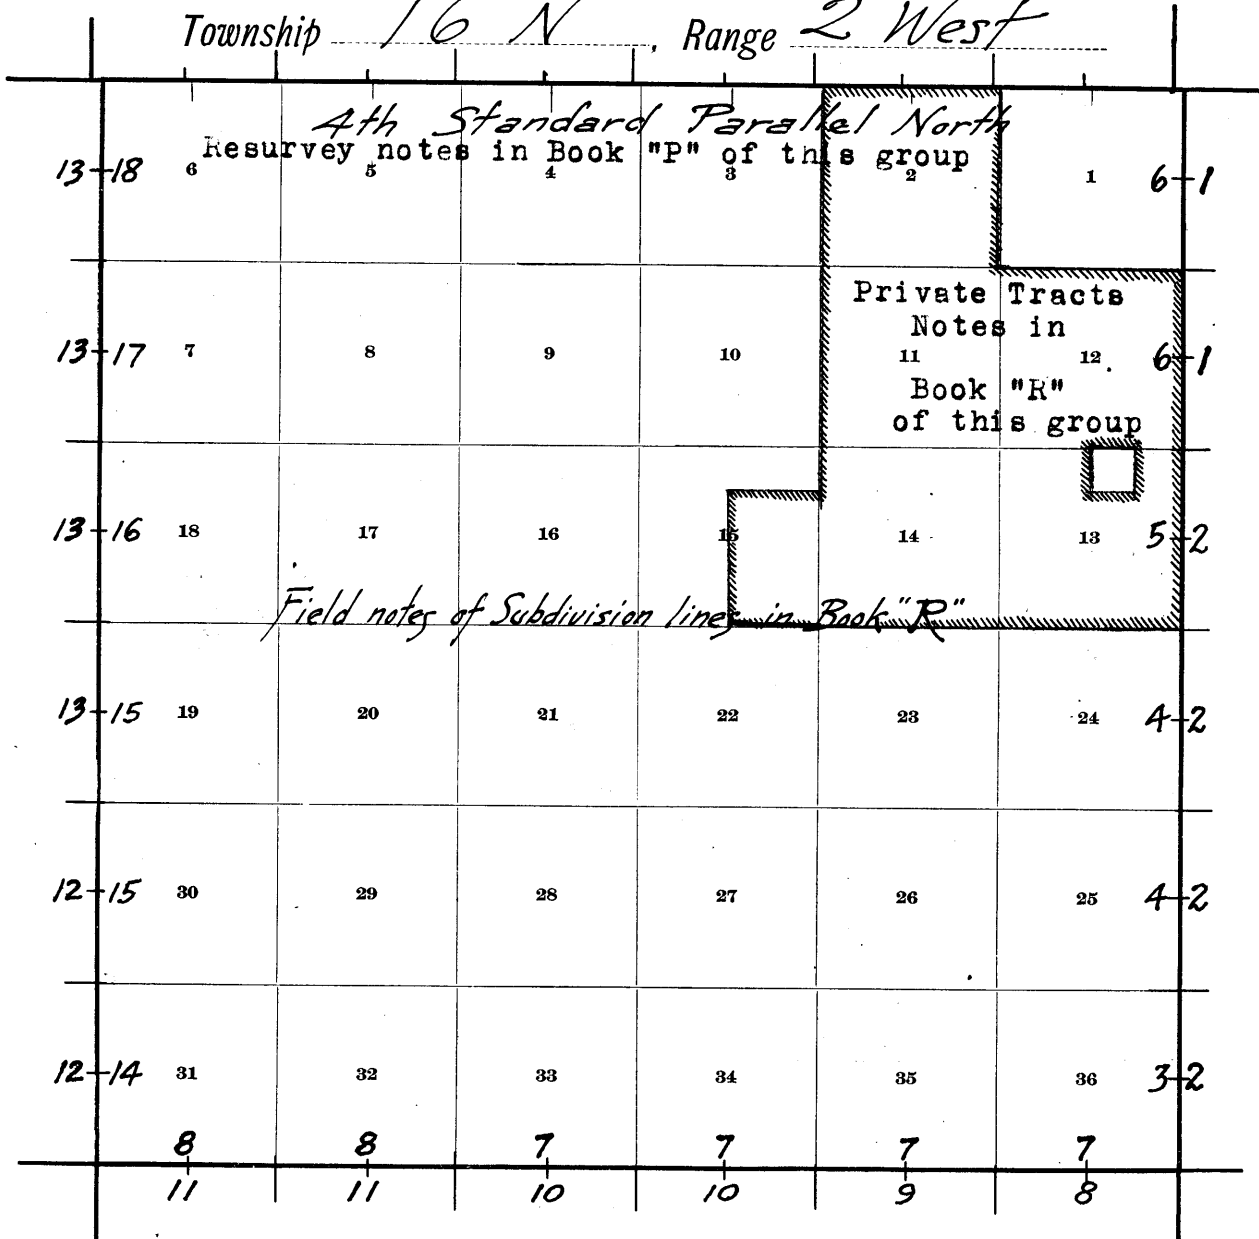 Township 16 N , Range 2 West
4th Standard Parallel North
Resurvey notes in Book "P" of this group
13 18 6 5 4 3 2 1 6 1
Private Tracts
Notes in
13 17 7 8 9 10 11 12 6 1
Book "R"
of this group
13 16 18 17 16 15 14 13 5 2
Field notes of Subdivision lines in Book "R"
13 15 19 20 21 22 23 24 4 2
12 15 30 29 28 27 26 25 4 2
12 14 31 32 33 34 35 36 3 2
8 8 7 7 7 7
11 11 10 10 9 8